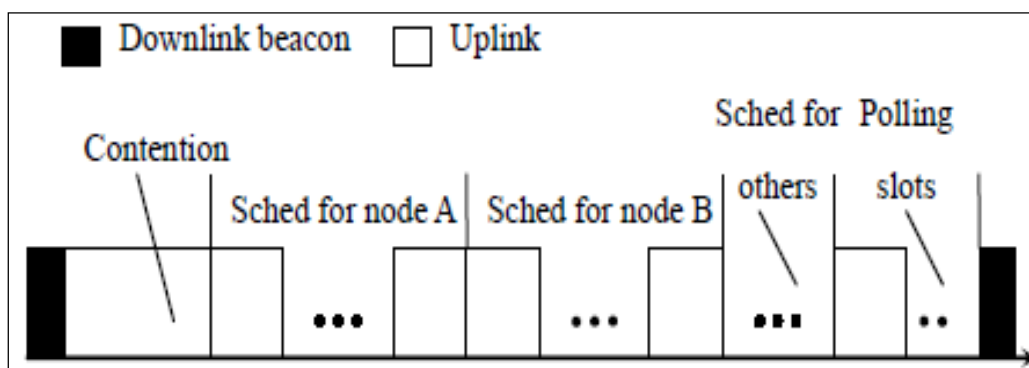 Downlink beacon Uplink
Sched for Polling
Contention
others slots
Sched for node A Sched for node B